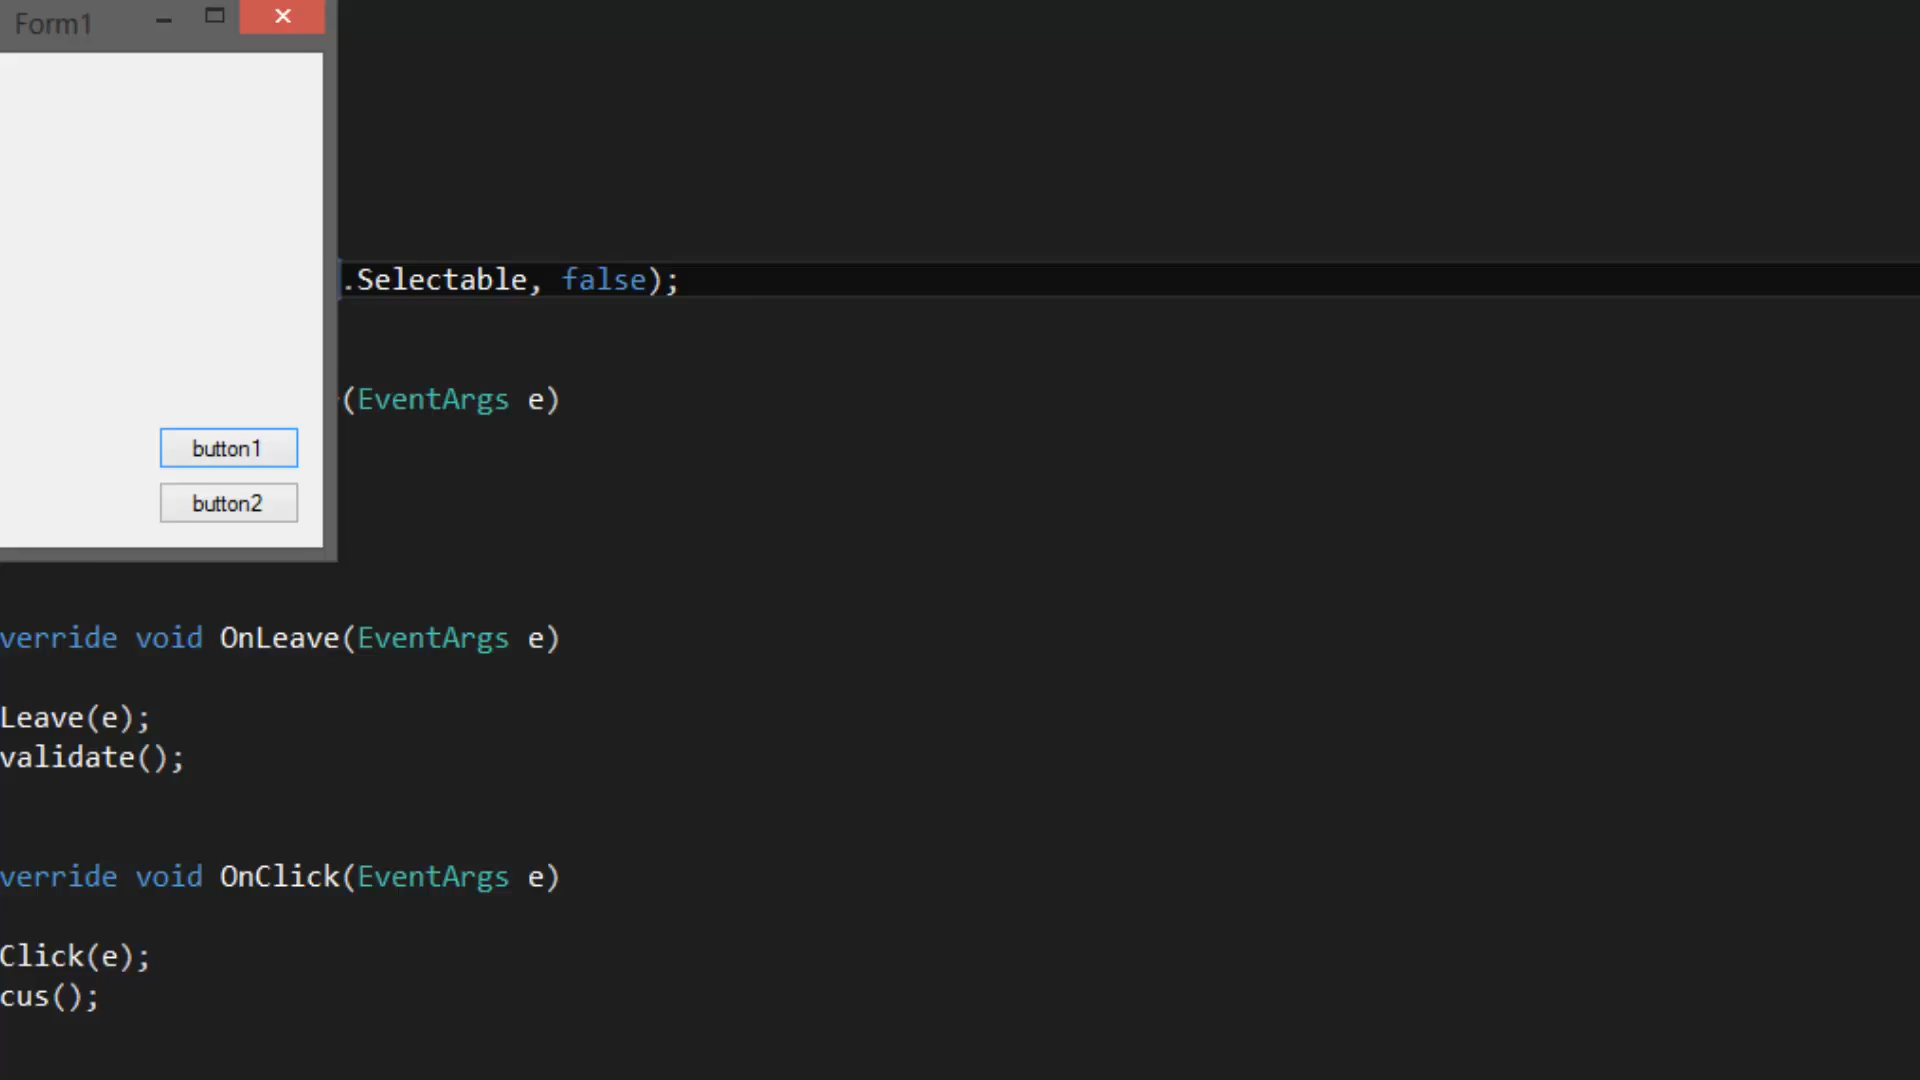 Form1
.Selectable, false);
(EventArgs e)
button1
button2
verride void OnLeave(EventArgs e)
Leave(e);
validate();
verride void OnClick(EventArgs e)
Click(e);
cus();